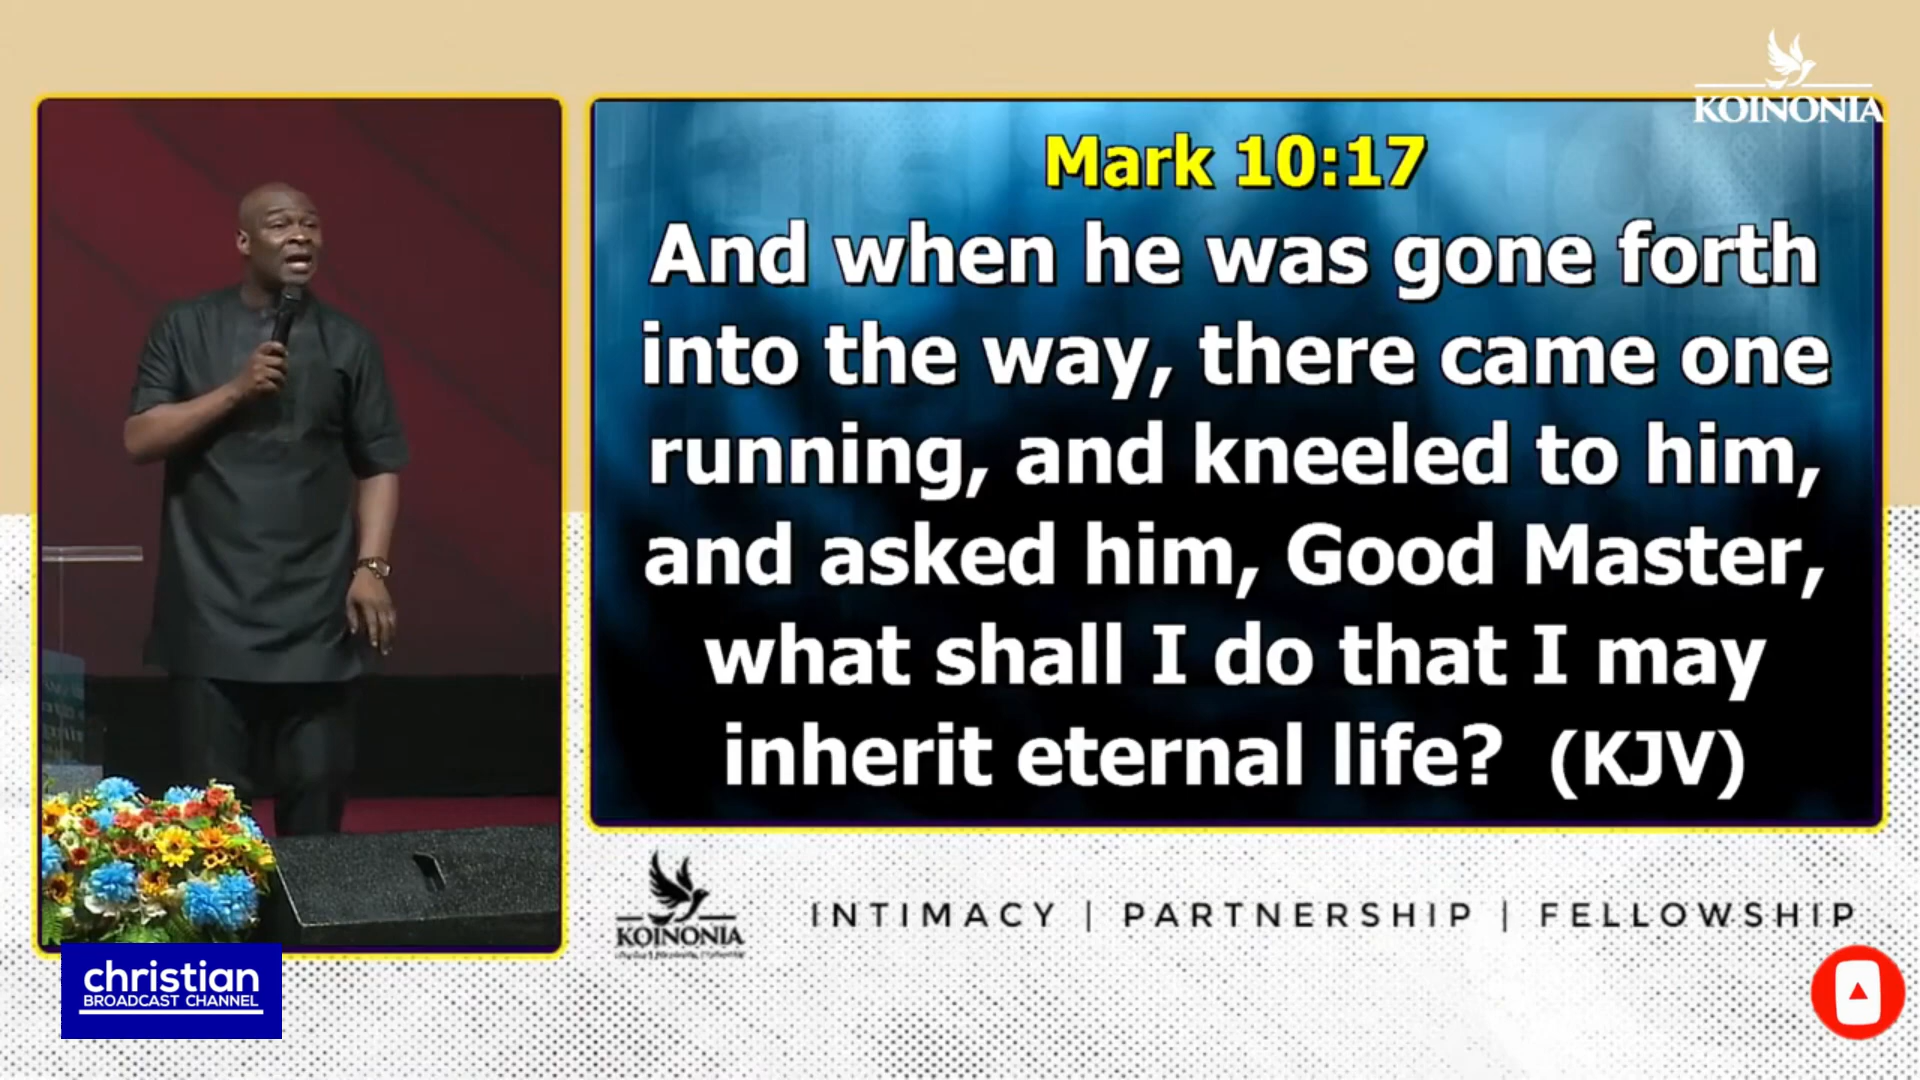 KOINONIA
Mark 10:17
And when he was gone forth
into the way, there came one
running, and kneeled to him,
and asked him, Good Master,
what shall I do that I may
inherit eternal life? (KJV)
KOINONIA
INTIMACY | PARTNERSHIP | FELLOWSHIP
christian
BROADCAST CHANNEL